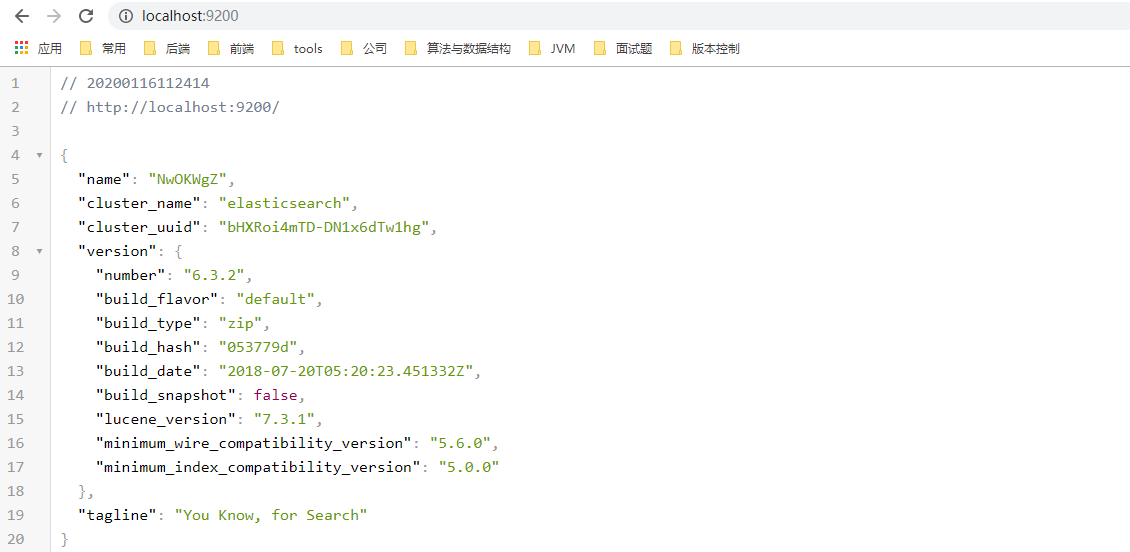 localhost:9200
应用 常用 后端 前端 tools 公司 算法与数据结构 JVM 面试题 版本控制
1 // 20200116112414
2 // http://localhost:9200/
3
4 {
5 "name": "NwOKWgZ",
6 "cluster_name": "elasticsearch",
7 "cluster_uuid": "bHXRoi4mTD-DN1x6dTw1hg",
8 "version": {
9 "number": "6.3.2",
10 "build_flavor": "default",
11 "build_type": "zip",
12 "build_hash": "053779d",
13 "build_date": "2018-07-20T05:20:23.451332Z",
14 "build_snapshot": false,
15 "lucene_version": "7.3.1",
16 "minimum_wire_compatibility_version": "5.6.0",
17 "minimum_index_compatibility_version": "5.0.0"
18 },
19 "tagline": "You Know, for Search"
20 }